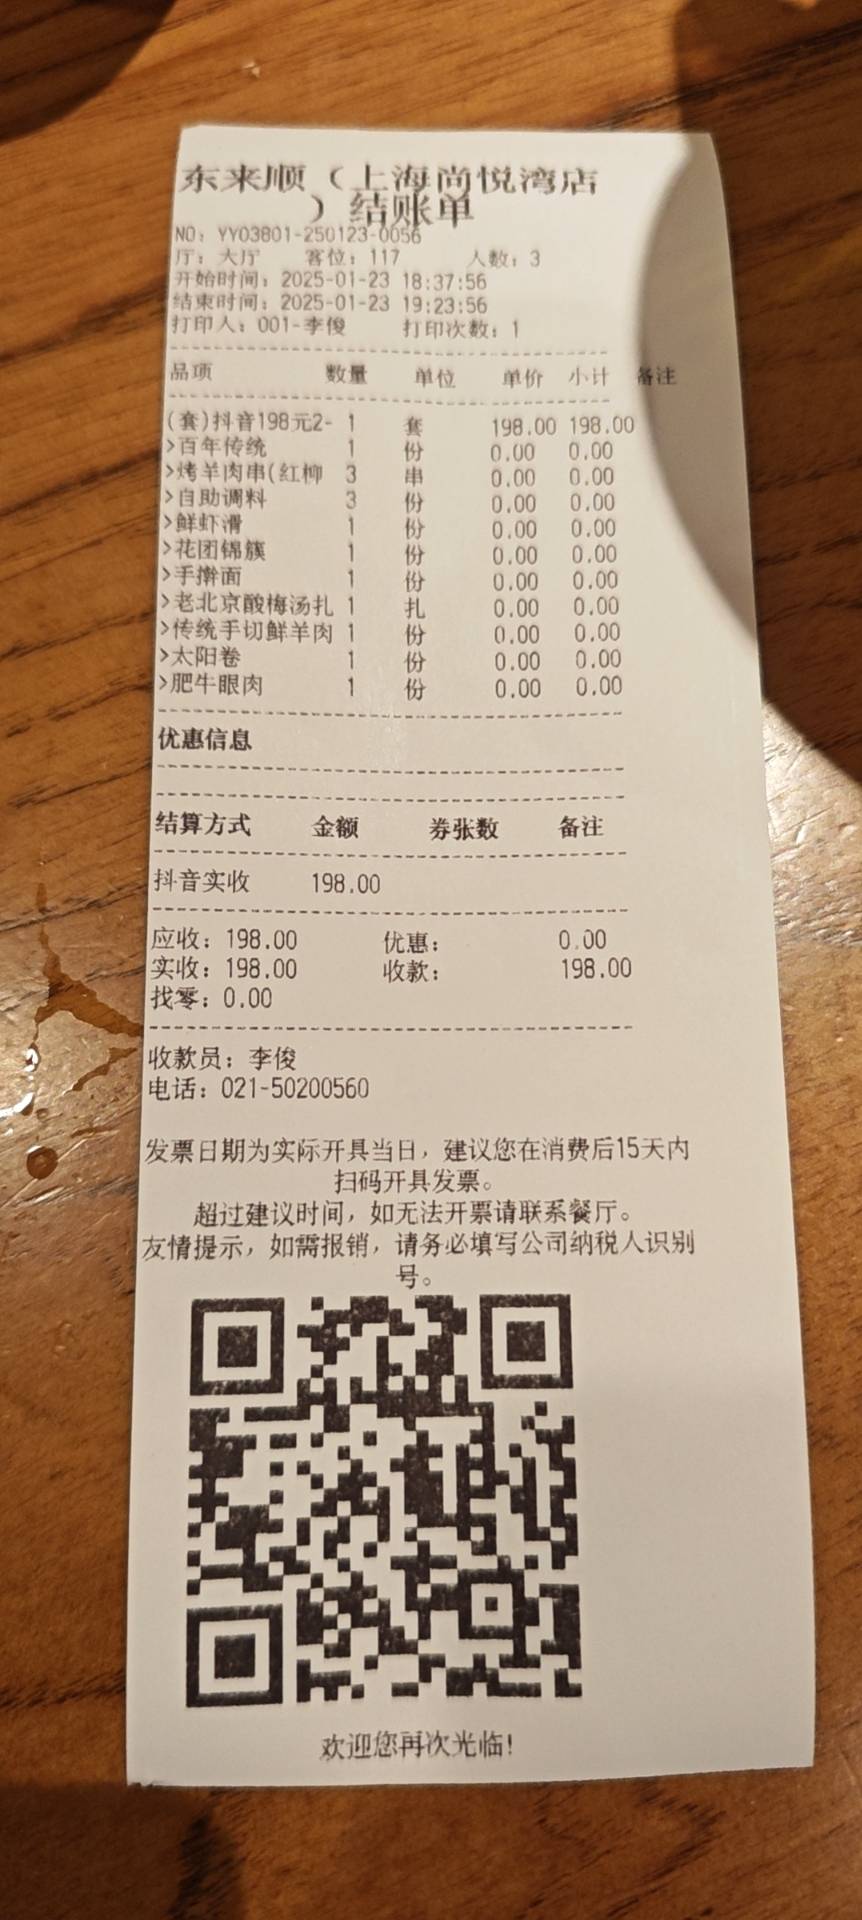 东来顺（上海尚悦湾店
）结账单
NO: YY03801-250123-0056
厅: 大厅 客位: 117 人数: 3
开始时间: 2025-01-23 18:37:56
结束时间: 2025-01-23 19:23:56
打印人: 001-李俊 打印次数: 1
品项 数量 单位 单价 小计 备注
(套)抖音198元2- 1 套 198.00 198.00
>百年传统 1 份 0.00 0.00
>烤羊肉串(红柳 3 串 0.00 0.00
>自助调料 3 份 0.00 0.00
>鲜虾滑 1 份 0.00 0.00
>花团锦簇 1 份 0.00 0.00
>手擀面 1 份 0.00 0.00
>老北京酸梅汤扎 1 扎 0.00 0.00
>传统手切鲜羊肉 1 份 0.00 0.00
>太阳卷 1 份 0.00 0.00
>肥牛眼肉 1 份 0.00 0.00
优惠信息
结算方式 金额 券张数 备注
抖音实收 198.00
应收: 198.00 优惠: 0.00
实收: 198.00 收款: 198.00
找零: 0.00
收款员: 李俊
电话: 021-50200560
发票日期为实际开具当日，建议您在消费后15天内
扫码开具发票。
超过建议时间，如无法开票请联系餐厅。
友情提示，如需报销，请务必填写公司纳税人识别
号。
欢迎您再次光临!